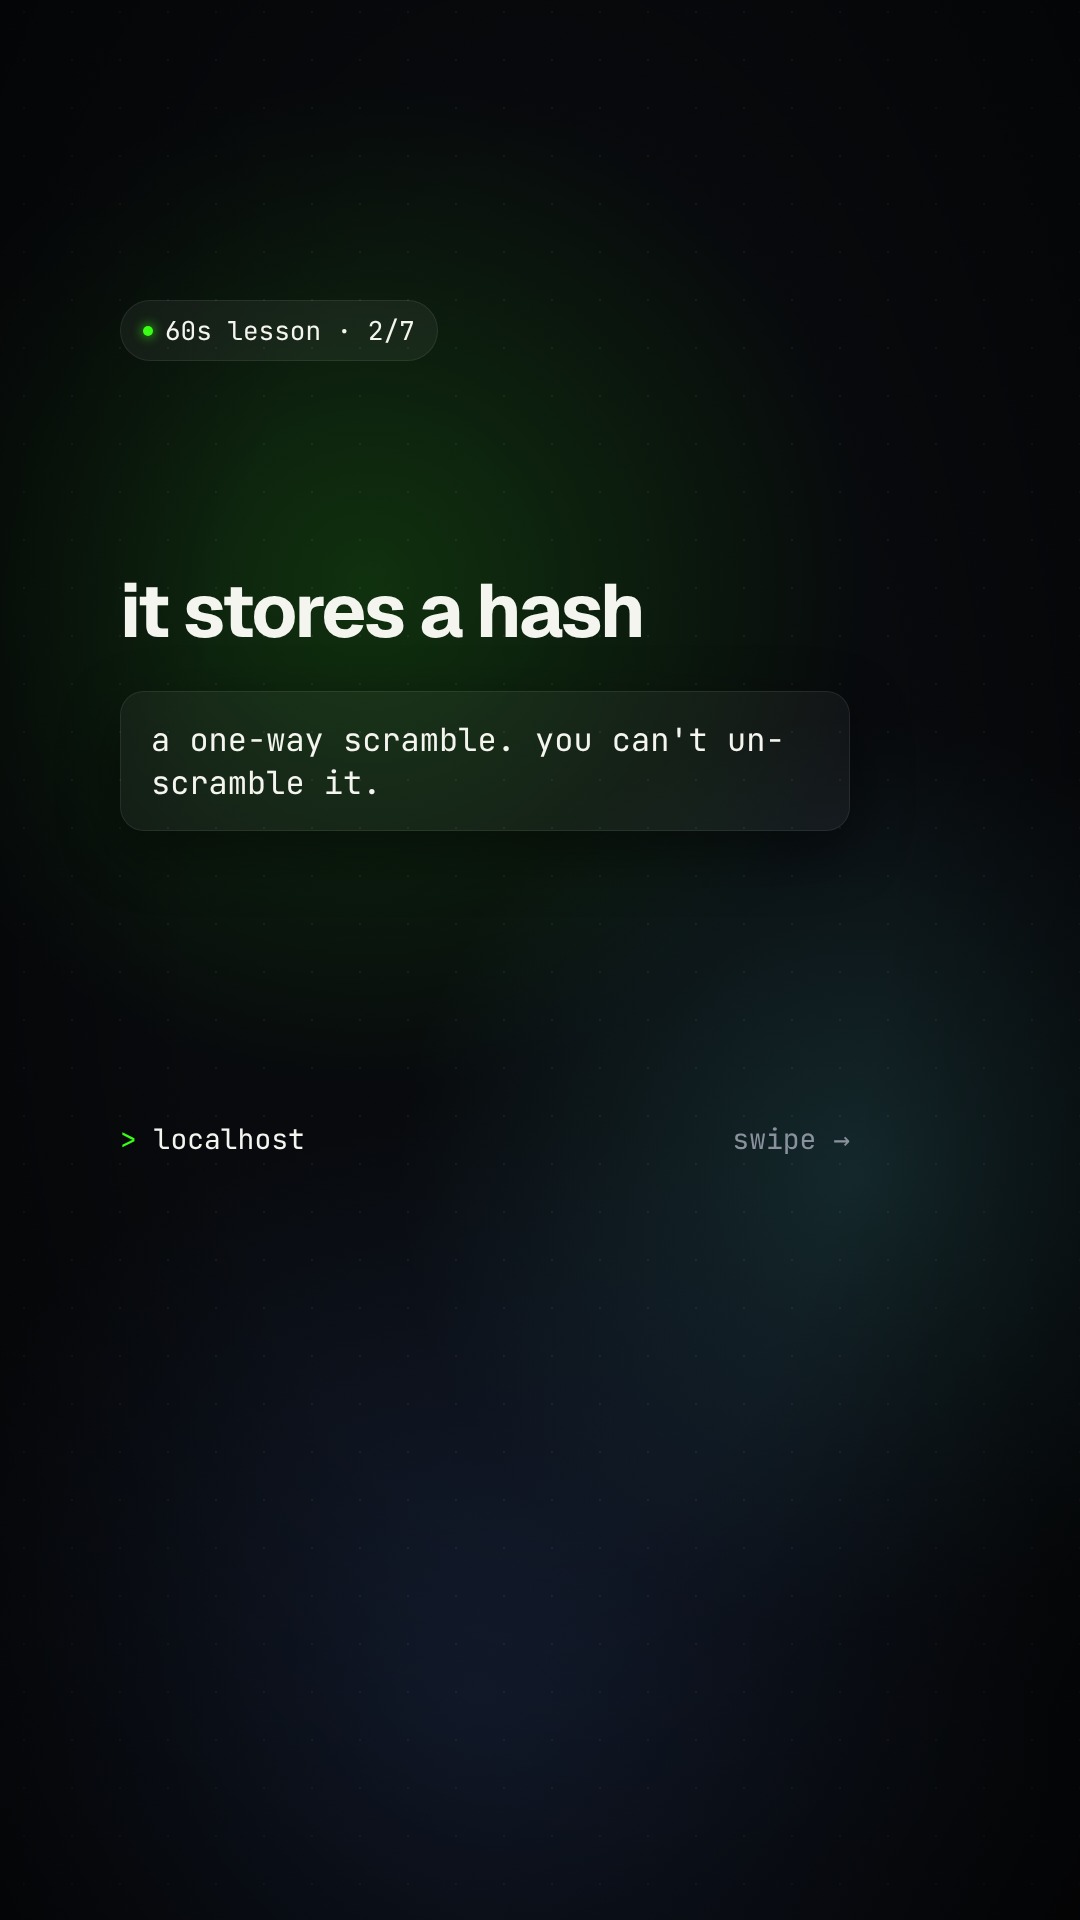 60s lesson · 2/7
it stores a hash
a one-way scramble. you can't un-
scramble it.
> localhost
swipe →